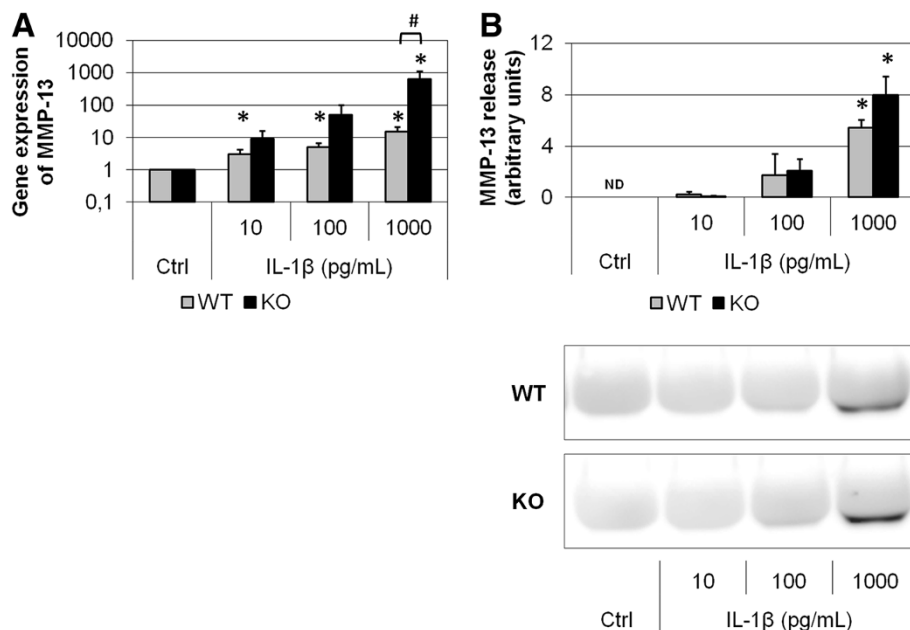 A
Gene expression
of MMP-13
10000
1000
100
10
1
0,1
#
* * * *
10 100 1000
Ctrl IL-1β (pg/mL)
WT KO
B
MMP-13 release
(arbitrary units)
12
8
4
0
ND
* *
10 100 1000
Ctrl IL-1β (pg/mL)
WT KO
WT
KO
10 100 1000
Ctrl IL-1β (pg/mL)